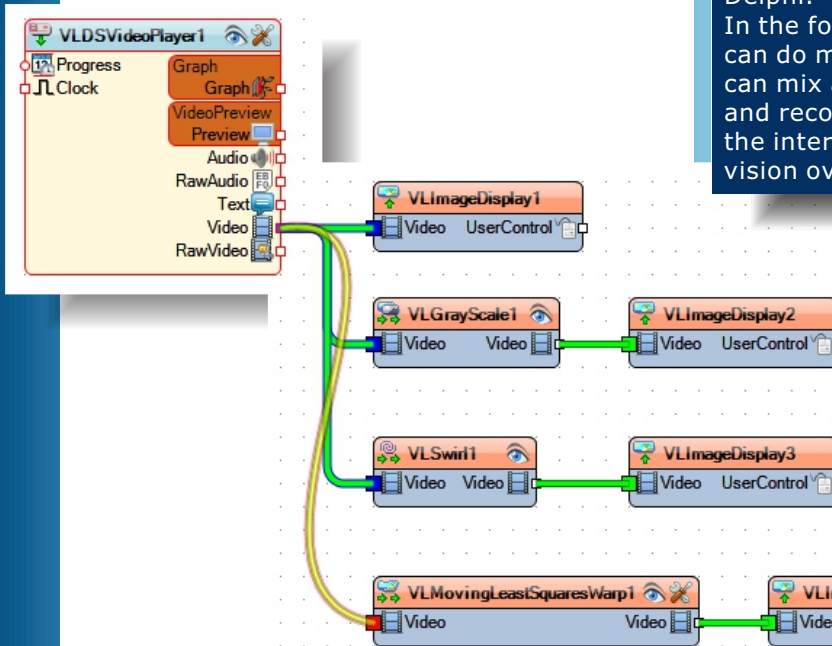 Delphi.
In the fo
can do m
can mix
and reco
the inter
vision ov
VLDSVideoPlayer1
Progress
Clock
Graph
Graph
VideoPreview
Preview
Audio
RawAudio
Text
Video
RawVideo
VLImageDisplay1
Video UserControl
VLGrayScale1
Video Video
VLImageDisplay2
Video UserControl
VLSwirl1
Video Video
VLImageDisplay3
Video UserControl
VLMovingLeastSquaresWarp1
Video Video
VLI
Vide